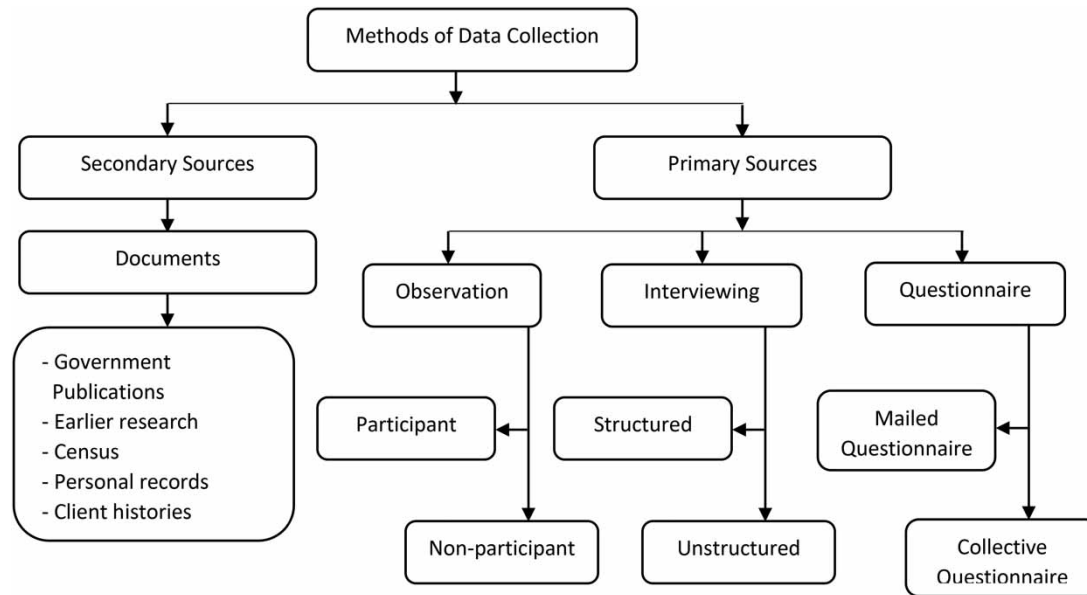 Methods of Data Collection
Secondary Sources
Primary Sources
Documents
Observation
Interviewing
Questionnaire
- Government
Publications
- Earlier research
- Census
- Personal records
- Client histories
Participant
Structured
Mailed
Questionnaire
Non-participant
Unstructured
Collective
Questionnaire